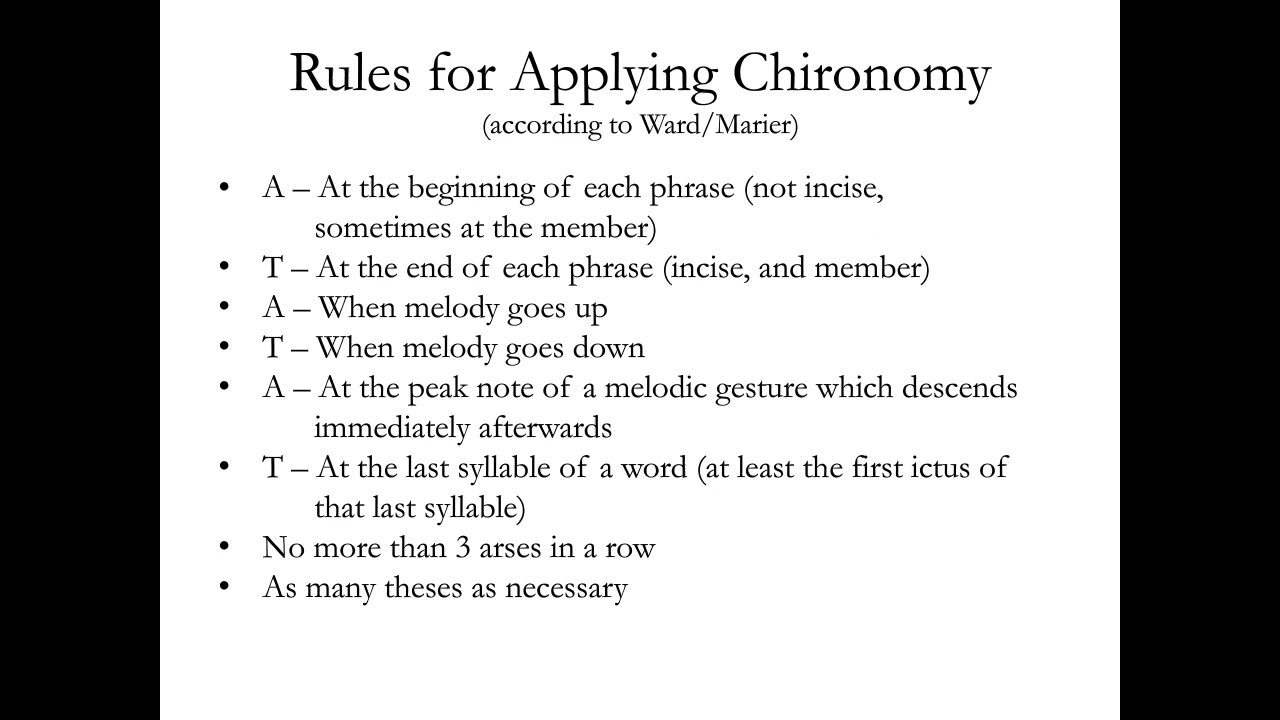 Rules for Applying Chironomy
(according to Ward/Marier)
• A – At the beginning of each phrase (not incise,
sometimes at the member)
• T – At the end of each phrase (incise, and member)
• A – When melody goes up
• T – When melody goes down
• A – At the peak note of a melodic gesture which descends
immediately afterwards
• T – At the last syllable of a word (at least the first ictus of
that last syllable)
• No more than 3 arses in a row
• As many theses as necessary